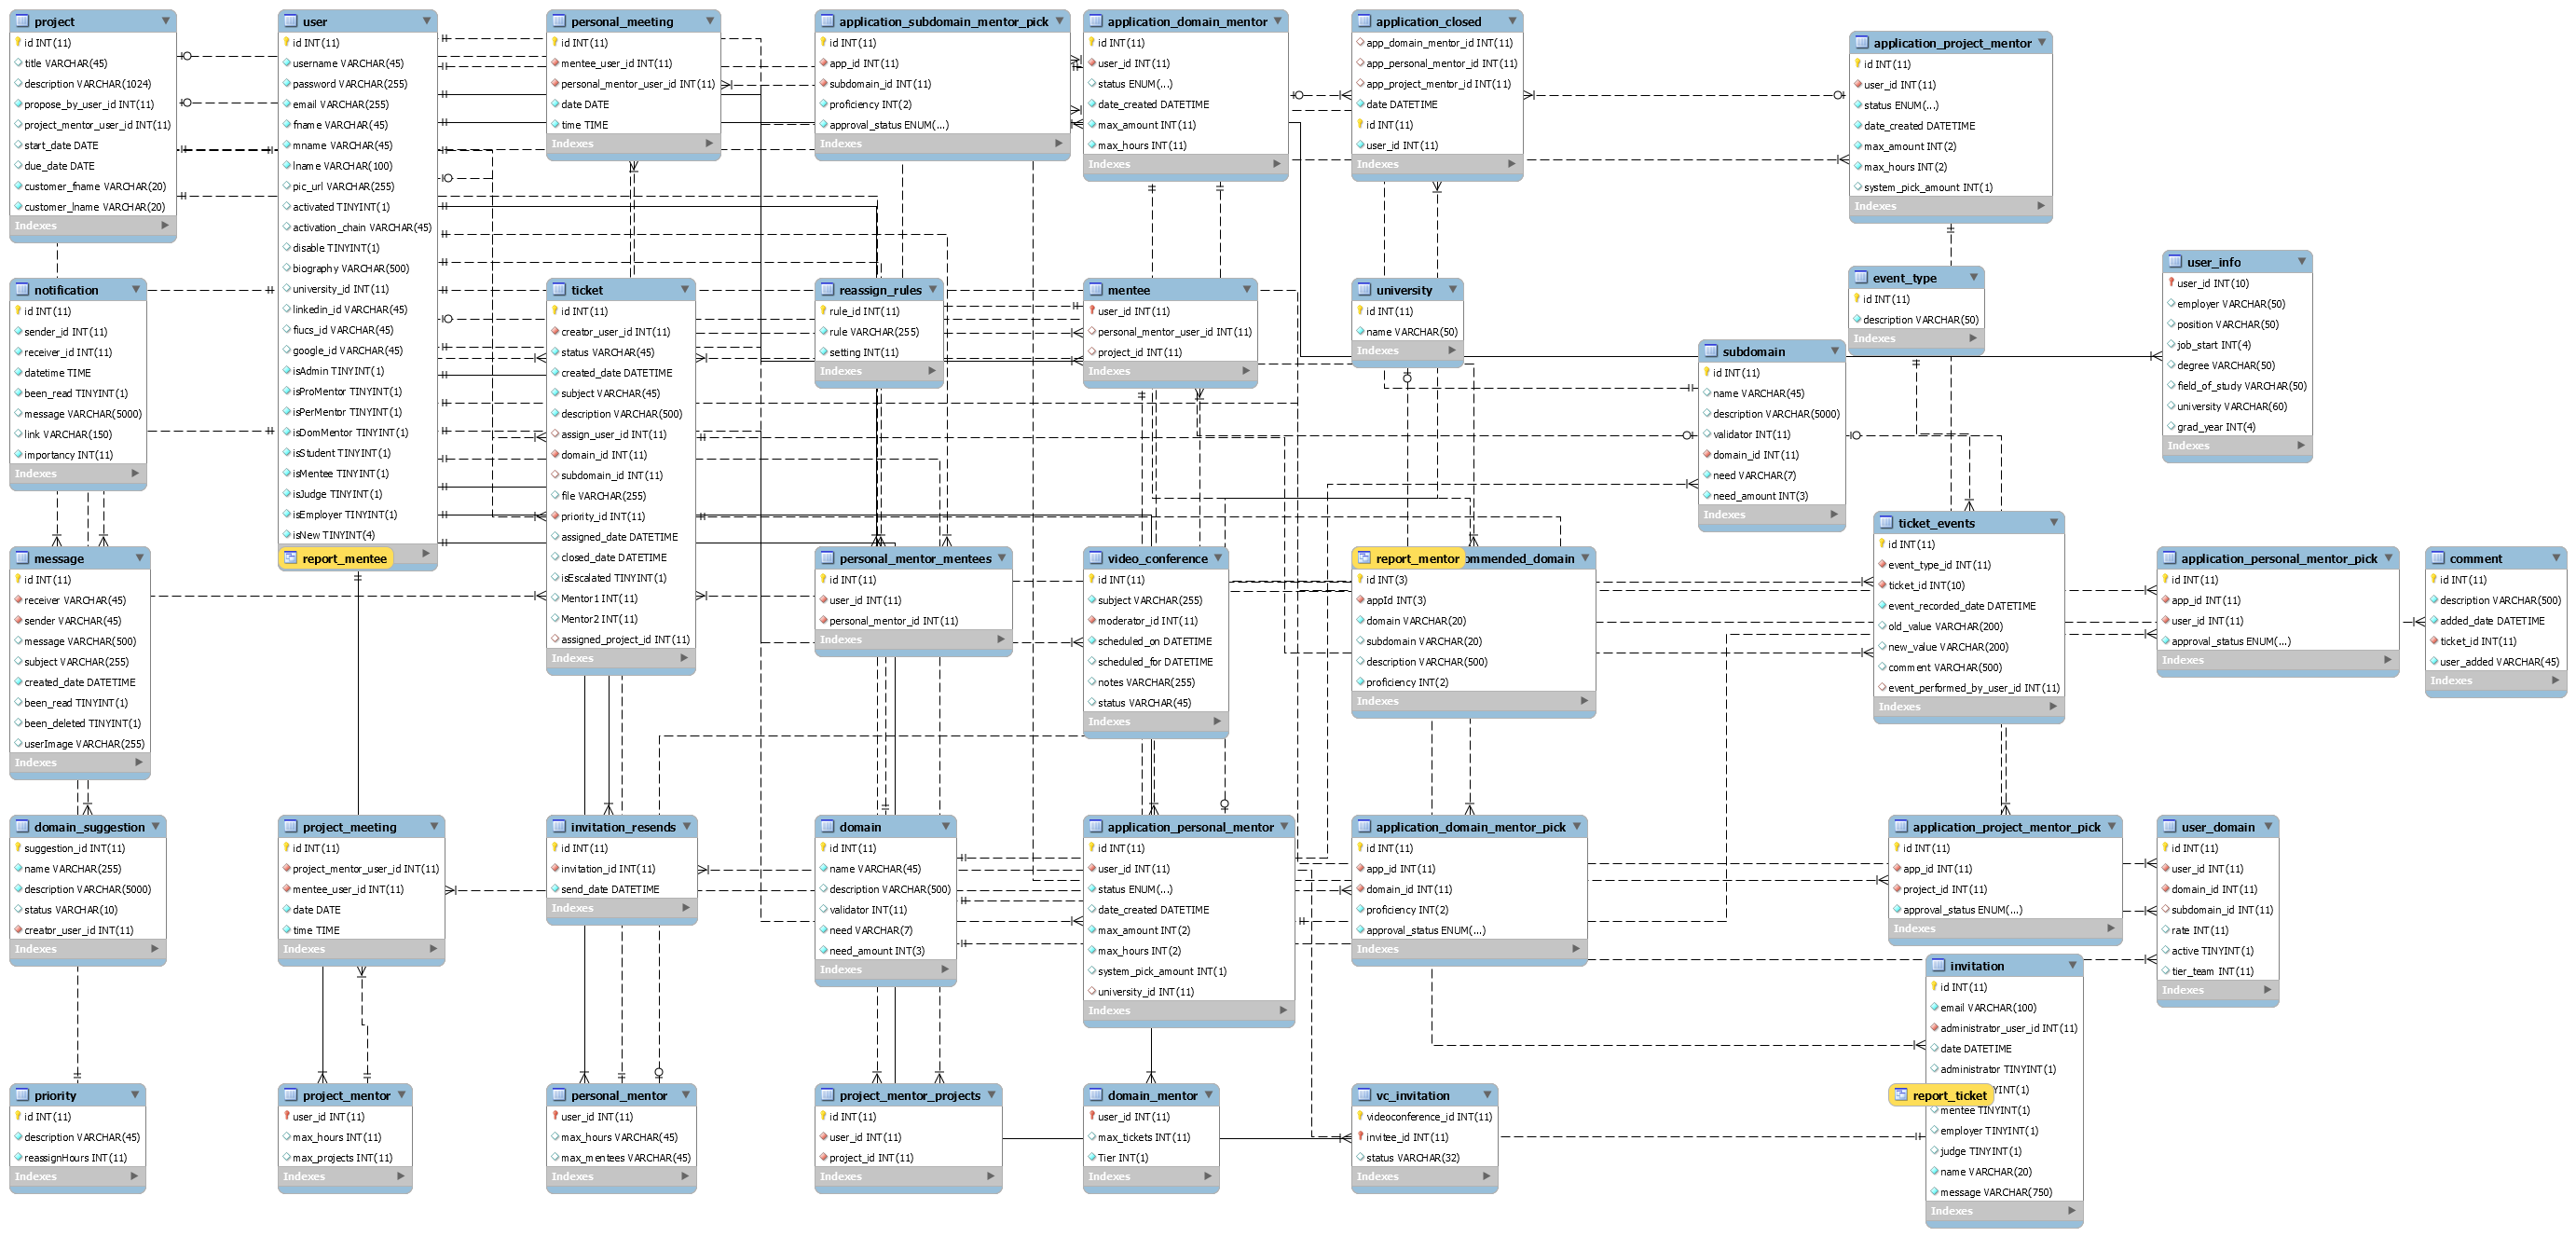 project
id INT(11)
title VARCHAR(45)
description VARCHAR(1024)
propose_by_user_id INT(11)
project_mentor_user_id INT(11)
start_date DATE
due_date DATE
customer_fname VARCHAR(20)
customer_lname VARCHAR(20)
Indexes
user
id INT(11)
username VARCHAR(45)
password VARCHAR(255)
email VARCHAR(255)
fname VARCHAR(45)
mname VARCHAR(45)
lname VARCHAR(100)
pic_url VARCHAR(255)
activated TINYINT(1)
activation_chain VARCHAR(45)
disable TINYINT(1)
biography VARCHAR(500)
university_id INT(11)
linkedin_id VARCHAR(45)
fiucs_id VARCHAR(45)
google_id VARCHAR(45)
isAdmin TINYINT(1)
isProMentor TINYINT(1)
isPerMentor TINYINT(1)
isDomMentor TINYINT(1)
isStudent TINYINT(1)
isMentee TINYINT(1)
isJudge TINYINT(1)
isEmployer TINYINT(1)
isNew TINYINT(4)
report_mentee
personal_meeting
id INT(11)
mentee_user_id INT(11)
personal_mentor_user_id INT(11)
date DATE
time TIME
Indexes
application_subdomain_mentor_pick
id INT(11)
app_id INT(11)
subdomain_id INT(11)
proficiency INT(2)
approval_status ENUM(...)
Indexes
application_domain_mentor
id INT(11)
user_id INT(11)
status ENUM(...)
date_created DATETIME
max_amount INT(11)
max_hours INT(11)
Indexes
application_closed
app_domain_mentor_id INT(11)
app_personal_mentor_id INT(11)
app_project_mentor_id INT(11)
date DATETIME
id INT(11)
user_id INT(11)
Indexes
application_project_mentor
id INT(11)
user_id INT(11)
status ENUM(...)
date_created DATETIME
max_amount INT(2)
max_hours INT(2)
system_pick_amount INT(1)
Indexes
notification
id INT(11)
sender_id INT(11)
receiver_id INT(11)
datetime TIME
been_read TINYINT(1)
message VARCHAR(5000)
link VARCHAR(150)
importancy INT(11)
Indexes
ticket
id INT(11)
creator_user_id INT(11)
status VARCHAR(45)
created_date DATETIME
subject VARCHAR(45)
description VARCHAR(500)
assign_user_id INT(11)
domain_id INT(11)
subdomain_id INT(11)
file VARCHAR(255)
priority_id INT(11)
assigned_date DATETIME
closed_date DATETIME
isEscalated TINYINT(1)
Mentor1 INT(11)
Mentor2 INT(11)
assigned_project_id INT(11)
Indexes
reassign_rules
rule_id INT(11)
rule VARCHAR(255)
setting INT(11)
Indexes
mentee
user_id INT(11)
personal_mentor_user_id INT(11)
project_id INT(11)
Indexes
university
id INT(11)
name VARCHAR(50)
Indexes
subdomain
id INT(11)
name VARCHAR(45)
description VARCHAR(5000)
validator INT(11)
domain_id INT(11)
need VARCHAR(7)
need_amount INT(3)
Indexes
event_type
id INT(11)
description VARCHAR(50)
Indexes
user_info
user_id INT(10)
employer VARCHAR(50)
position VARCHAR(50)
job_start INT(4)
degree VARCHAR(50)
field_of_study VARCHAR(50)
university VARCHAR(60)
grad_year INT(4)
Indexes
message
id INT(11)
receiver VARCHAR(45)
sender VARCHAR(45)
message VARCHAR(500)
subject VARCHAR(255)
created_date DATETIME
been_read TINYINT(1)
been_deleted TINYINT(1)
userImage VARCHAR(255)
Indexes
personal_mentor_mentees
id INT(11)
user_id INT(11)
personal_mentor_id INT(11)
Indexes
video_conference
id INT(11)
subject VARCHAR(255)
moderator_id INT(11)
scheduled_on DATETIME
scheduled_for DATETIME
notes VARCHAR(255)
status VARCHAR(45)
Indexes
report_mentor ommended_domain
id INT(3)
appId INT(3)
domain VARCHAR(20)
subdomain VARCHAR(20)
description VARCHAR(500)
proficiency INT(2)
Indexes
ticket_events
id INT(11)
event_type_id INT(11)
ticket_id INT(10)
event_recorded_date DATETIME
old_value VARCHAR(200)
new_value VARCHAR(200)
comment VARCHAR(500)
event_performed_by_user_id INT(11)
Indexes
application_personal_mentor_pick
id INT(11)
app_id INT(11)
user_id INT(11)
approval_status ENUM(...)
Indexes
comment
id INT(11)
description VARCHAR(500)
added_date DATETIME
ticket_id INT(11)
user_added VARCHAR(45)
Indexes
domain_suggestion
suggestion_id INT(11)
name VARCHAR(255)
description VARCHAR(5000)
status VARCHAR(10)
creator_user_id INT(11)
Indexes
project_meeting
id INT(11)
project_mentor_user_id INT(11)
mentee_user_id INT(11)
date DATE
time TIME
Indexes
invitation_resends
id INT(11)
invitation_id INT(11)
send_date DATETIME
Indexes
domain
id INT(11)
name VARCHAR(45)
description VARCHAR(500)
validator INT(11)
need VARCHAR(7)
need_amount INT(3)
Indexes
application_personal_mentor
id INT(11)
user_id INT(11)
status ENUM(...)
date_created DATETIME
max_amount INT(2)
max_hours INT(2)
system_pick_amount INT(1)
university_id INT(11)
Indexes
application_domain_mentor_pick
id INT(11)
app_id INT(11)
domain_id INT(11)
proficiency INT(2)
approval_status ENUM(...)
Indexes
application_project_mentor_pick
id INT(11)
app_id INT(11)
project_id INT(11)
approval_status ENUM(...)
Indexes
user_domain
id INT(11)
user_id INT(11)
domain_id INT(11)
subdomain_id INT(11)
rate INT(11)
active TINYINT(1)
tier_team INT(11)
Indexes
priority
id INT(11)
description VARCHAR(45)
reassignHours INT(11)
Indexes
project_mentor
user_id INT(11)
max_hours INT(11)
max_projects INT(11)
Indexes
personal_mentor
user_id INT(11)
max_hours VARCHAR(45)
max_mentees VARCHAR(45)
Indexes
project_mentor_projects
id INT(11)
user_id INT(11)
project_id INT(11)
Indexes
domain_mentor
user_id INT(11)
max_tickets INT(11)
Tier INT(1)
Indexes
vc_invitation
videoconference_id INT(11)
invitee_id INT(11)
status VARCHAR(32)
Indexes
invitation
id INT(11)
email VARCHAR(100)
administrator_user_id INT(11)
date DATETIME
administrator TINYINT(1)
report_ticket YINT(1)
mentee TINYINT(1)
employer TINYINT(1)
judge TINYINT(1)
name VARCHAR(20)
message VARCHAR(750)
Indexes